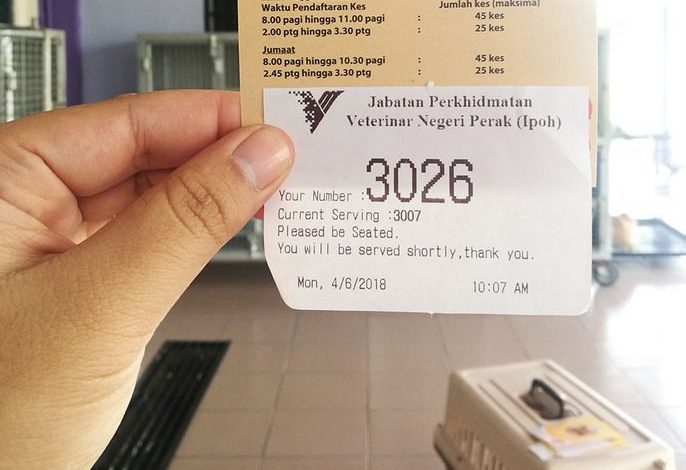 Waktu Pendaftaran Kes Jumlah kes (maksima)
8.00 pagi hingga 11.00 pagi : 45 kes
2.00 ptg hingga 3.30 ptg : 25 kes
Jumaat
8.00 pagi hingga 10.30 pagi : 45 kes
2.45 ptg hingga 3.30 ptg : 25 kes
Jabatan Perkhidmatan
Veterinar Negeri Perak (Ipoh)
Your Number :3026
Current Serving :3007
Pleased be Seated.
You will be served shortly,thank you.
Mon, 4/6/2018 10:07 AM